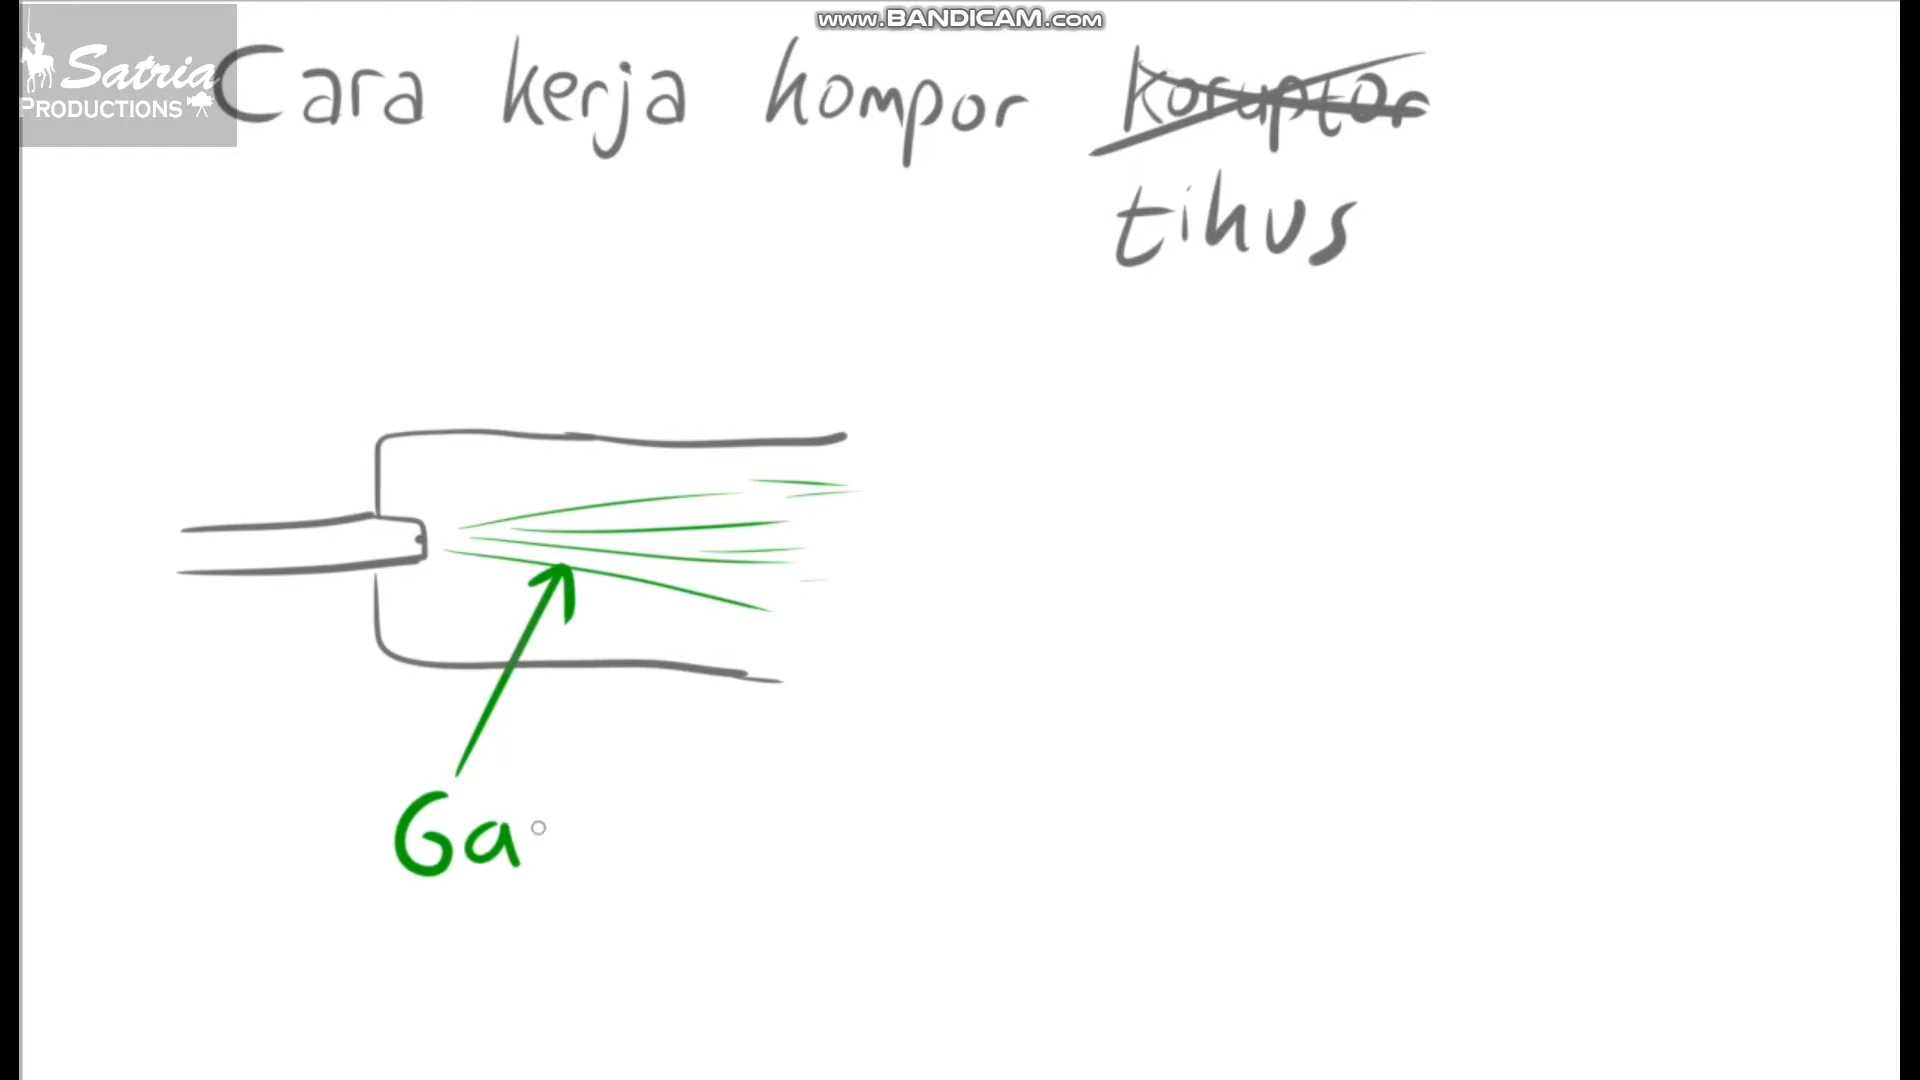 www.BANDICAM.com
Satria
PRODUCTIONS
Cara kerja kompor koruptor
tikus
Ga